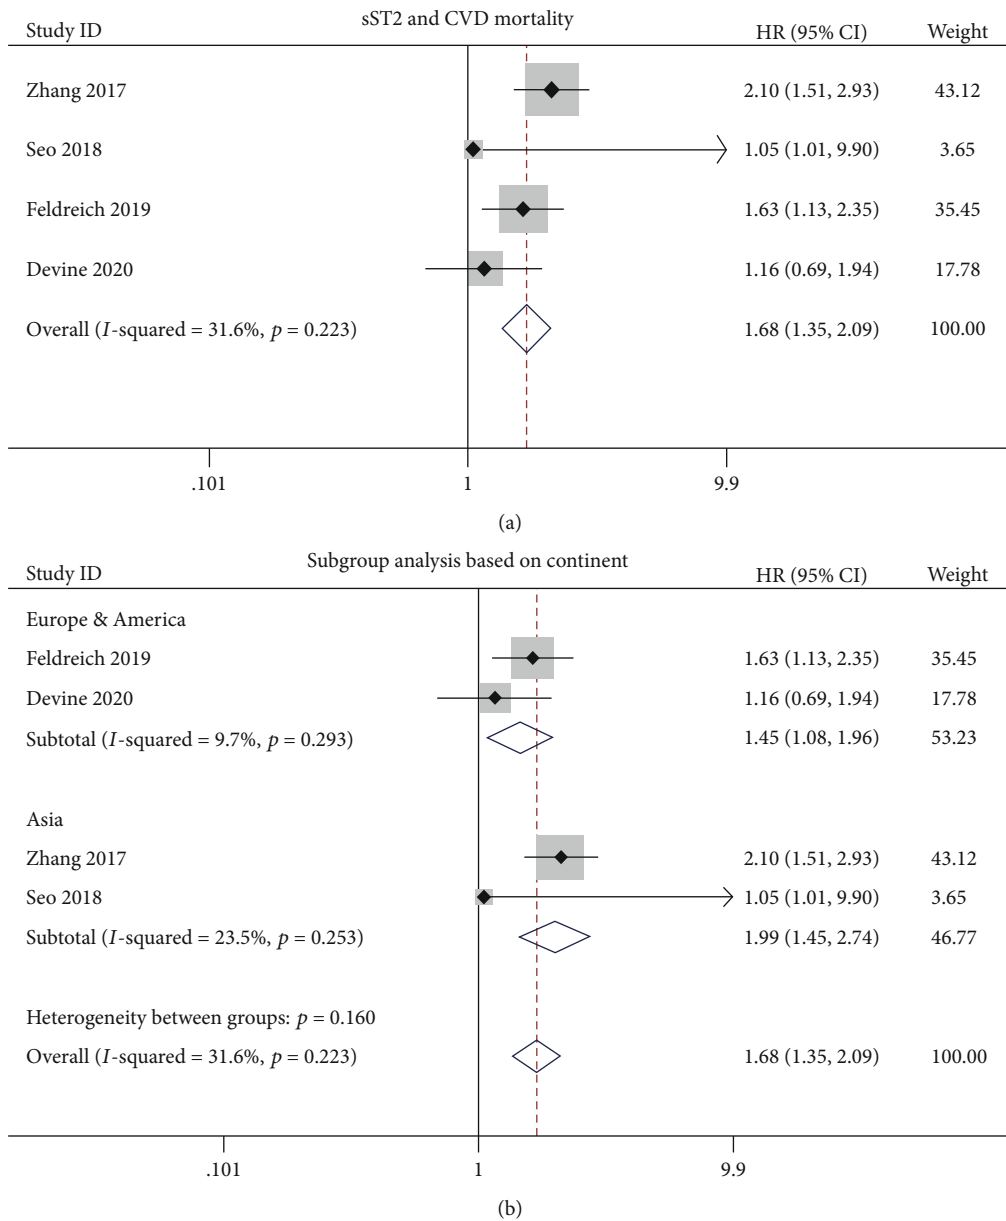 sST2 and CVD mortality
Study ID HR (95% CI) Weight
Zhang 2017 2.10 (1.51, 2.93) 43.12
Seo 2018 1.05 (1.01, 9.90) 3.65
Feldreich 2019 1.63 (1.13, 2.35) 35.45
Devine 2020 1.16 (0.69, 1.94) 17.78
Overall (I-squared = 31.6%, p = 0.223) 1.68 (1.35, 2.09) 100.00
.101 1 9.9
(a)
Subgroup analysis based on continent
Study ID HR (95% CI) Weight
Europe & America
Feldreich 2019 1.63 (1.13, 2.35) 35.45
Devine 2020 1.16 (0.69, 1.94) 17.78
Subtotal (I-squared = 9.7%, p = 0.293) 1.45 (1.08, 1.96) 53.23
Asia
Zhang 2017 2.10 (1.51, 2.93) 43.12
Seo 2018 1.05 (1.01, 9.90) 3.65
Subtotal (I-squared = 23.5%, p = 0.253) 1.99 (1.45, 2.74) 46.77
Heterogeneity between groups: p = 0.160
Overall (I-squared = 31.6%, p = 0.223) 1.68 (1.35, 2.09) 100.00
.101 1 9.9
(b)